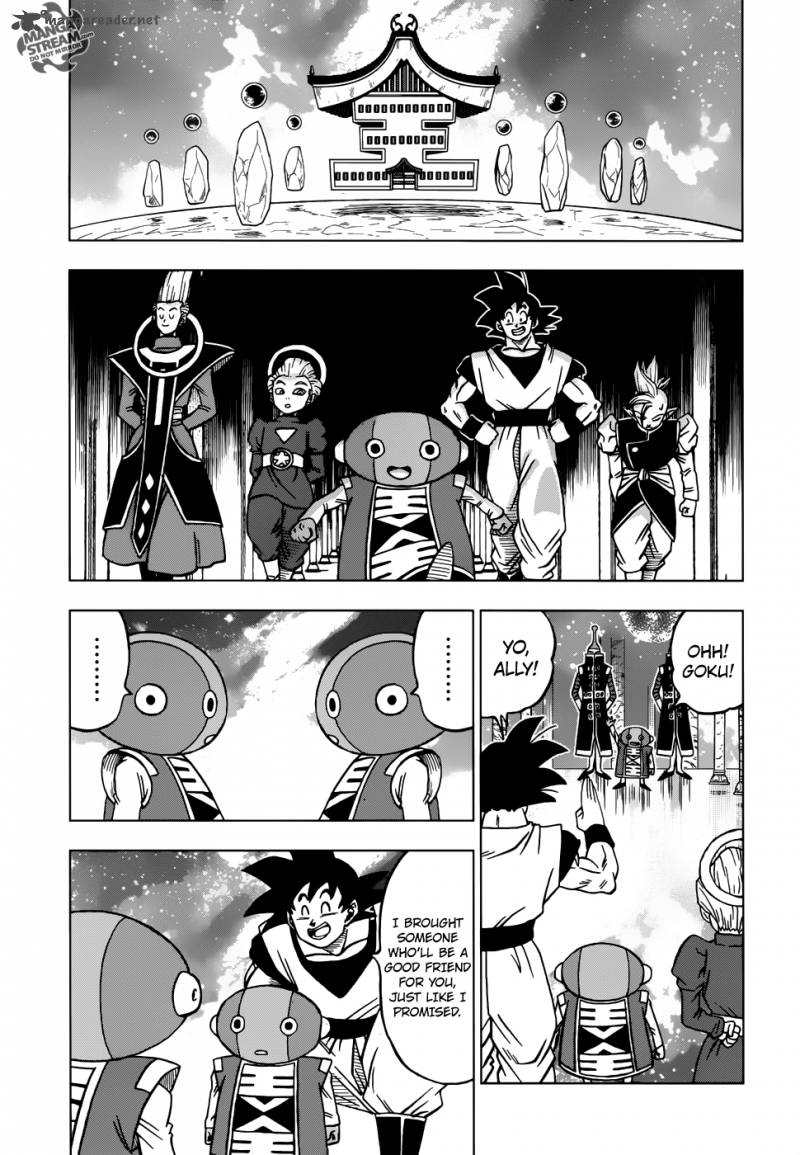 mangareader.net
MANGA
STREAM.com
DO NOT MIRROR
OHH!
GOKU!
YO,
ALLY!
........
........
I BROUGHT
SOMEONE
WHO'LL BE A
GOOD FRIEND
FOR YOU,
JUST LIKE I
PROMISED.